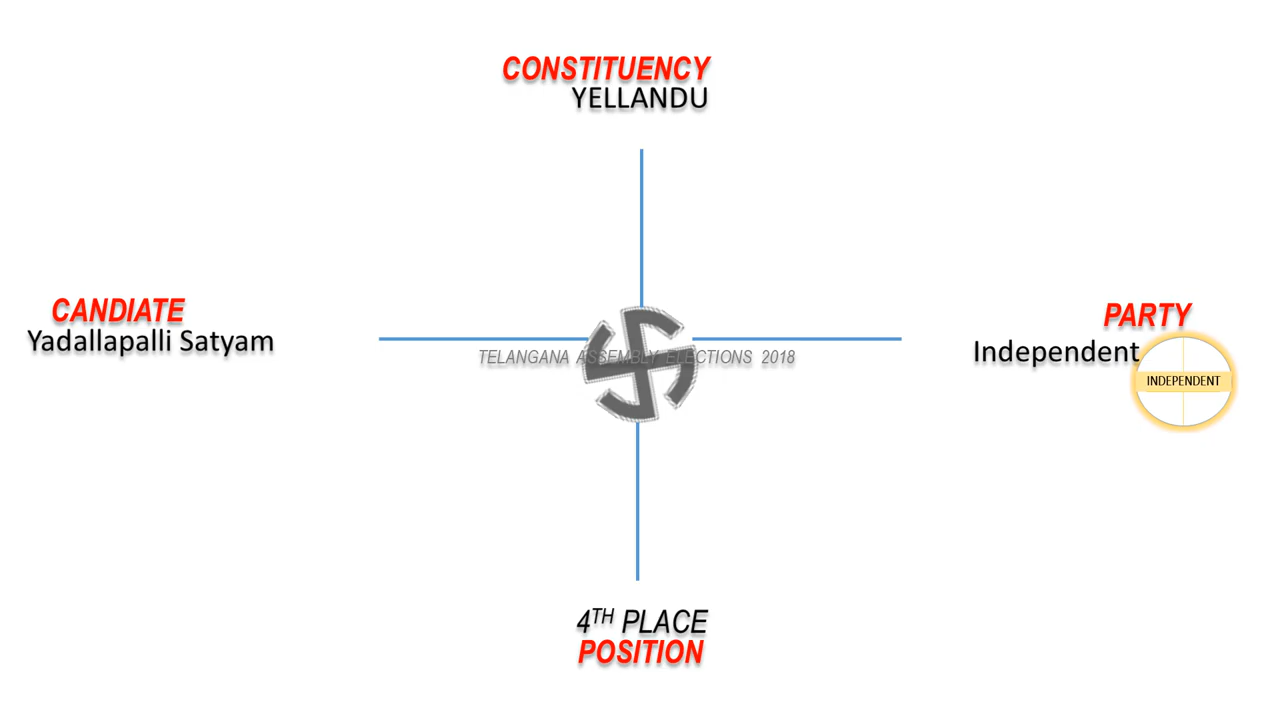 CONSTITUENCY
YELLANDU
CANDIATE
Yadallapalli Satyam
TELANGANA ASSEMBLY ELECTIONS 2018
PARTY
Independent
INDEPENDENT
4TH PLACE
POSITION